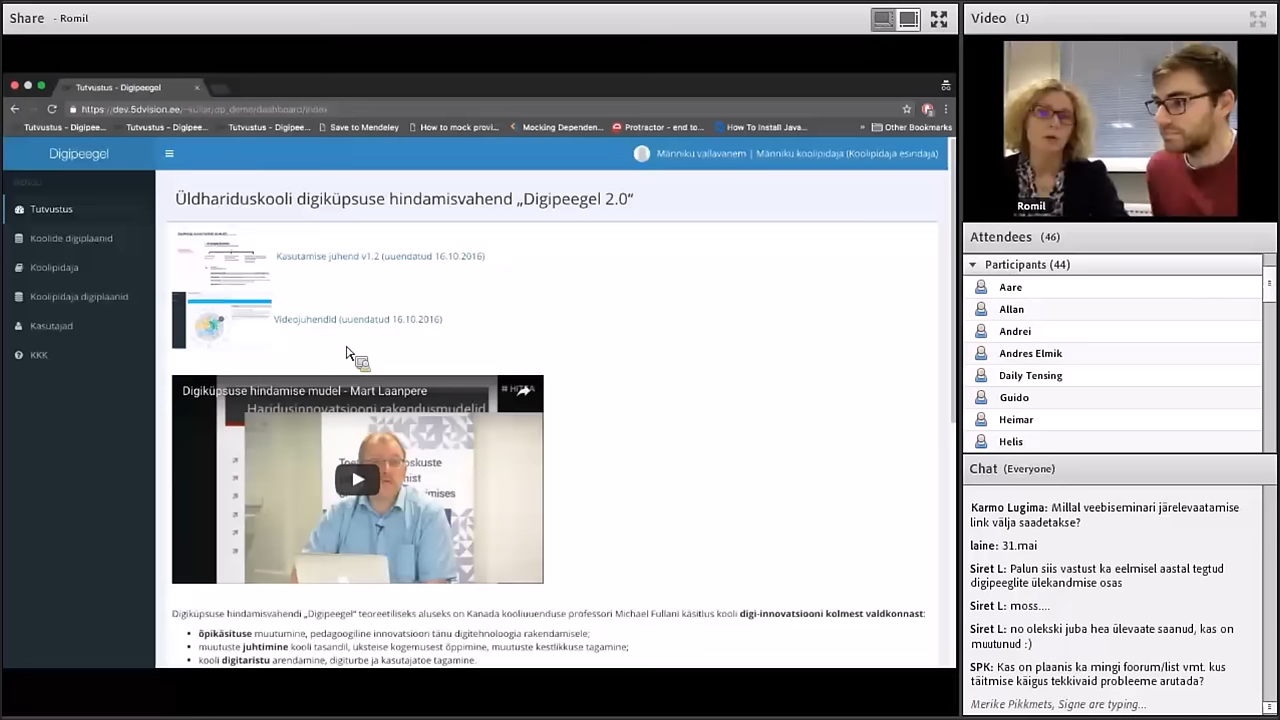 Share - Romil
Tutvustus - Digipeegel
https://dev.5dvision.ee/
Tutvustus - Digipee...
Tutvustus - Digipee...
Tutvustus - Digipee...
Save to Mendeley
How to mock provi...
Mocking Dependen...
Protractor - end to...
How To Install Java...
» Other Bookmarks
Digipeegel
Männiku vallavanem | Männiku koolipidaja (Koolipidaja esindaja)
MENÜÜ
Tutvustus
Koolide digiplaanid
Koolipidaja
Koolipidaja digiplaanid
Kasutajad
KKK
Üldhariduskooli digiküpsuse hindamisvahend „Digipeegel 2.0“
Kasutamise juhend v1.2 (uuendatud 16.10.2016)
Videojuhendid (uuendatud 16.10.2016)
Digiküpsuse hindamise mudel - Mart Laanpere
Haridusinnovatsiooni rakendusmudelid
Digiküpsuse hindamisvahendi „Digipeegel“ teoreetiliseks aluseks on Kanada kooliuuenduse professori Michael Fullani käsitlus kooli digi-innovatsiooni kolmest valdkonnast:
õpikäsituse muutumine, pedagoogiline innovatsioon tänu digitehnoloogia rakendamisele;
muutuste juhtimine kooli tasandil, üksteise kogemusest õppimine, muutuste kestlikkuse tagamine;
kooli digitaristu arendamine, digiturbe ja kasutajatoe tagamine.
Video (1)
Romil
Attendees (46)
Participants (44)
Aare
Allan
Andrei
Andres Elmik
Daily Tensing
Guido
Heimar
Helis
Chat (Everyone)
Karmo Lugima: Millal veebiseminari järelevaatamise
link välja saadetakse?
laine: 31.mai
Siret L: Palun siis vastust ka eelmisel aastal tegtud
digipeeglite ülekandmise osas
Siret L: moss....
Siret L: no olekski juba hea ülevaate saanud, kas on
muutunud :)
SPK: Kas on plaanis ka mingi foorum/list vmt. kus
täitmise käigus tekkivaid probleeme arutada?
Merike Pikkmets, Signe are typing...